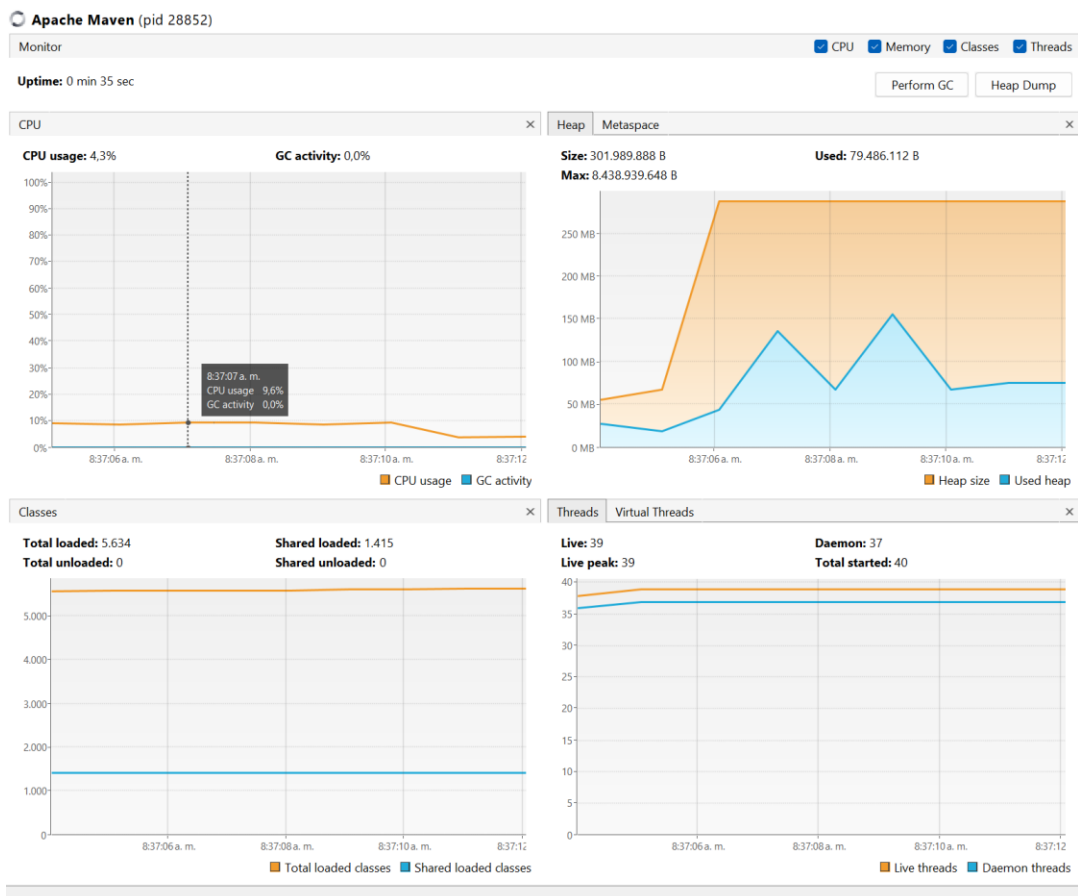 Apache Maven (pid 28852)
Monitor
CPU Memory Classes Threads
Uptime: 0 min 35 sec
Perform GC Heap Dump
CPU
CPU usage: 4,3% GC activity: 0,0%
100%
90%
80%
70%
60%
50%
40%
30%
20%
10%
0%
8:37:07 a. m.
CPU usage 9,6%
GC activity 0,0%
8:37:06 a. m. 8:37:08 a. m. 8:37:10 a. m. 8:37:12
CPU usage GC activity
Heap Metaspace
Size: 301.989.888 B Used: 79.486.112 B
Max: 8.438.939.648 B
250 MB
200 MB
150 MB
100 MB
50 MB
0 MB
8:37:06 a. m. 8:37:08 a. m. 8:37:10 a. m. 8:37:12
Heap size Used heap
Classes
Total loaded: 5.634 Shared loaded: 1.415
Total unloaded: 0 Shared unloaded: 0
5.000
4.000
3.000
2.000
1.000
0
8:37:06 a. m. 8:37:08 a. m. 8:37:10 a. m. 8:37:12
Total loaded classes Shared loaded classes
Threads Virtual Threads
Live: 39 Daemon: 37
Live peak: 39 Total started: 40
40
35
30
25
20
15
10
5
0
8:37:06 a. m. 8:37:08 a. m. 8:37:10 a. m. 8:37:12
Live threads Daemon threads